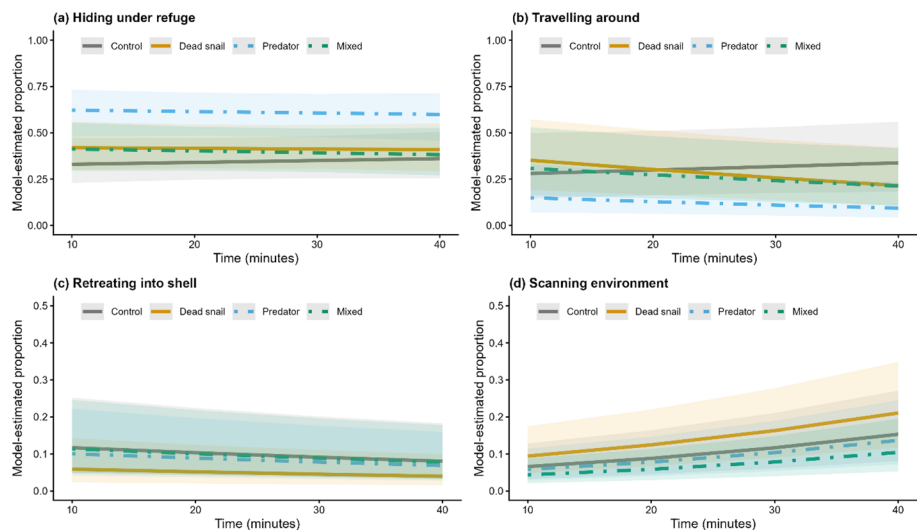 (a) Hiding under refuge
Control Dead snail Predator Mixed
1.00
0.75
0.50
0.25
0.00
Model-estimated proportion
10 20 30 40
Time (minutes)
(b) Travelling around
Control Dead snail Predator Mixed
1.00
0.75
0.50
0.25
0.00
Model-estimated proportion
10 20 30 40
Time (minutes)
(c) Retreating into shell
Control Dead snail Predator Mixed
0.5
0.4
0.3
0.2
0.1
0.0
Model-estimated proportion
10 20 30 40
Time (minutes)
(d) Scanning environment
Control Dead snail Predator Mixed
0.5
0.4
0.3
0.2
0.1
0.0
Model-estimated proportion
10 20 30 40
Time (minutes)